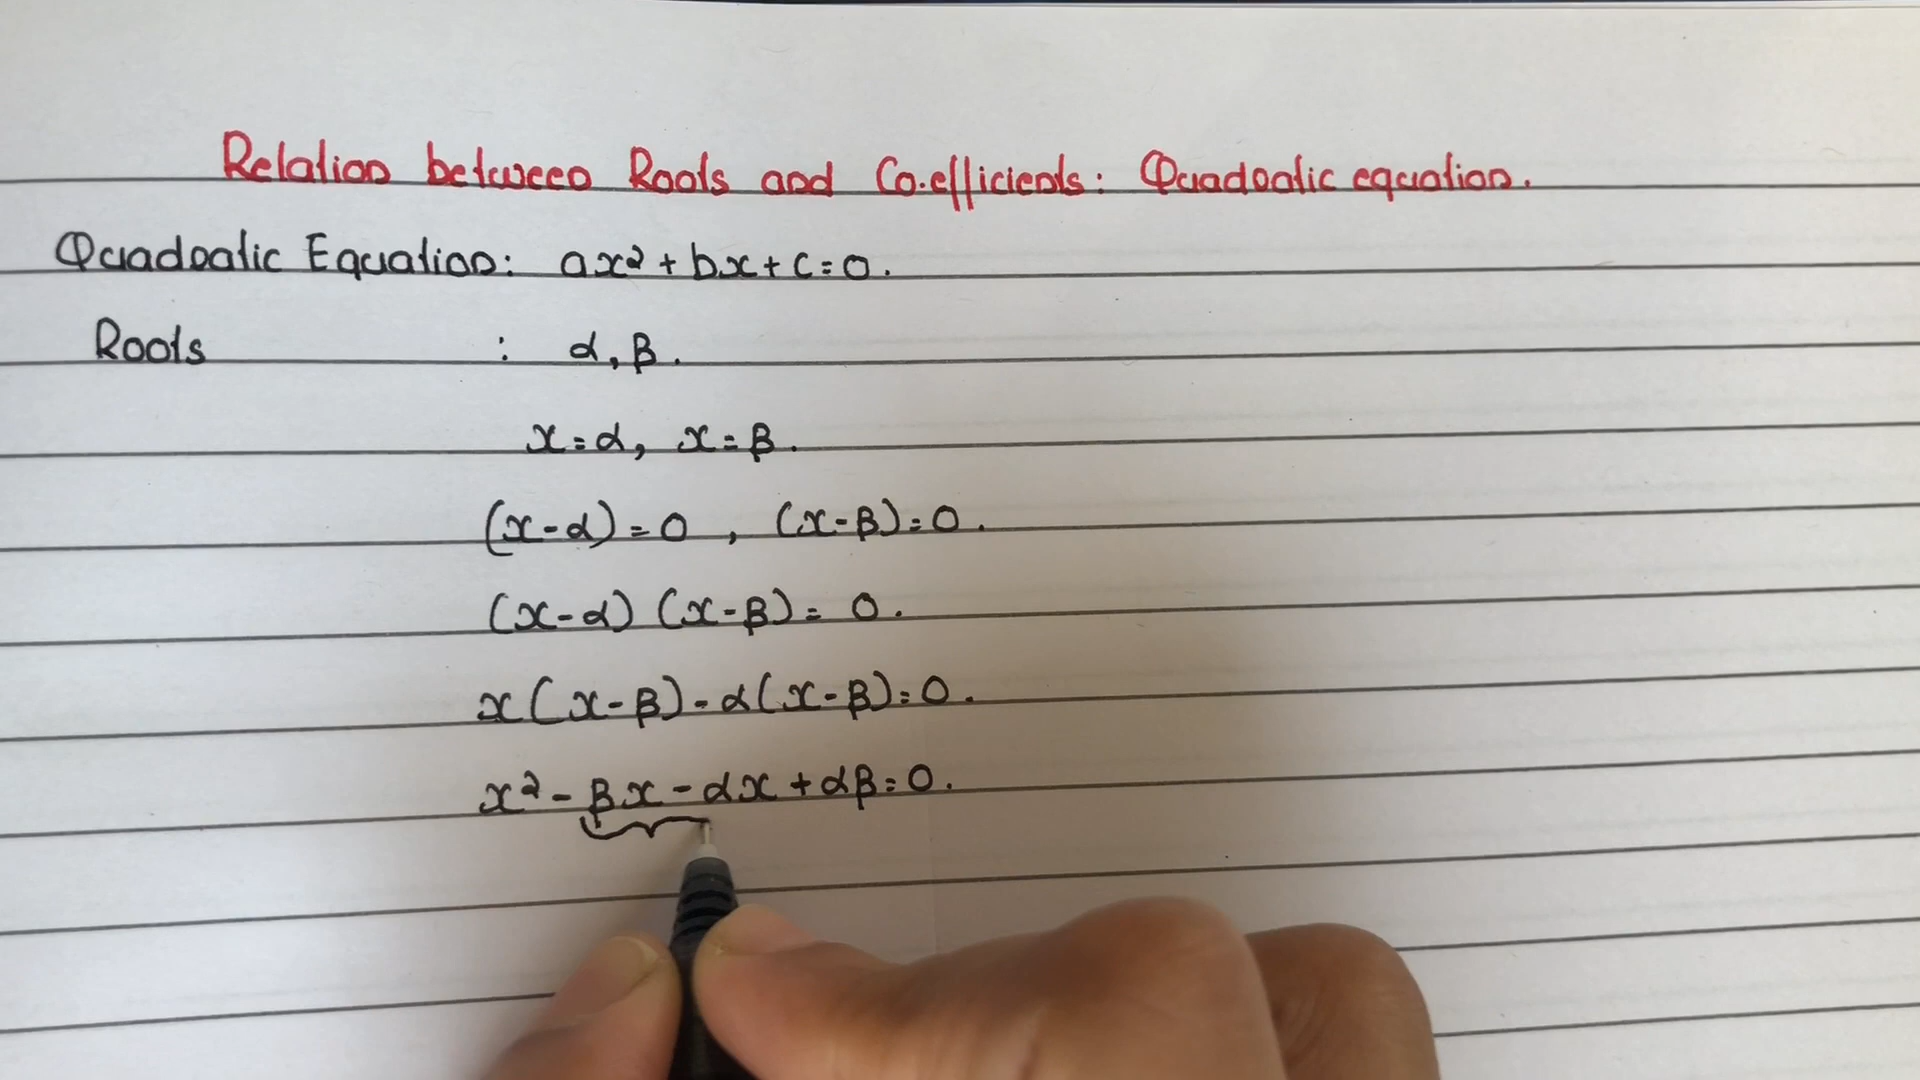 Relation between Roots and Co.efficients: Quadratic equation.
Quadratic Equation: ax² + bx + c = 0.
Roots : α, β.
x = α, x = β.
(x - α) = 0 , (x - β) = 0.
(x - α) (x - β) = 0.
x (x - β) - α (x - β) = 0.
x² - βx - αx + αβ = 0.